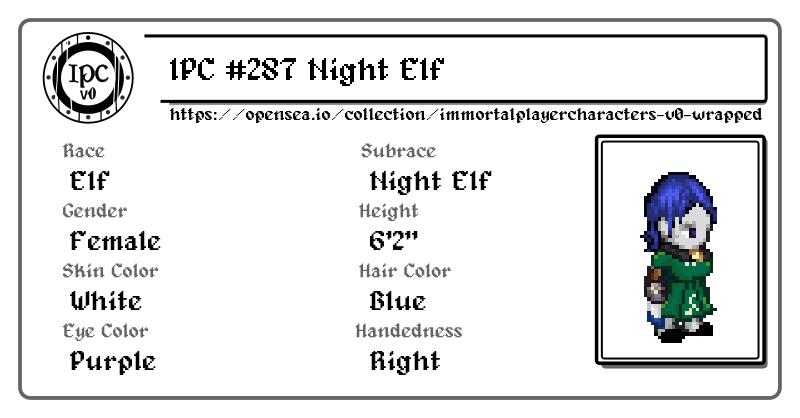 IPC
v0
IPC #287 Night Elf
https://opensea.io/collection/immortalplayercharacters-v0-wrapped
Race
Subrace
Elf
Night Elf
Gender
Height
Female
6'2"
Skin Color
Hair Color
White
Blue
Eye Color
Handedness
Purple
Right